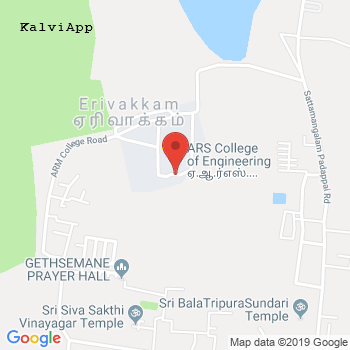 KalviApp
Erivakkam
ஏரிவாக்கம்
ARM College Road
Sattamangalam Padappai Rd
ARS College
of Engineering
ஏ.ஆர்எஸ்....
GETHSEMANE
PRAYER HALL
Sri Siva Sakthi
Vinayagar Temple
Sri BalaTripuraSundari
Temple
Google
Map data ©2019 Google